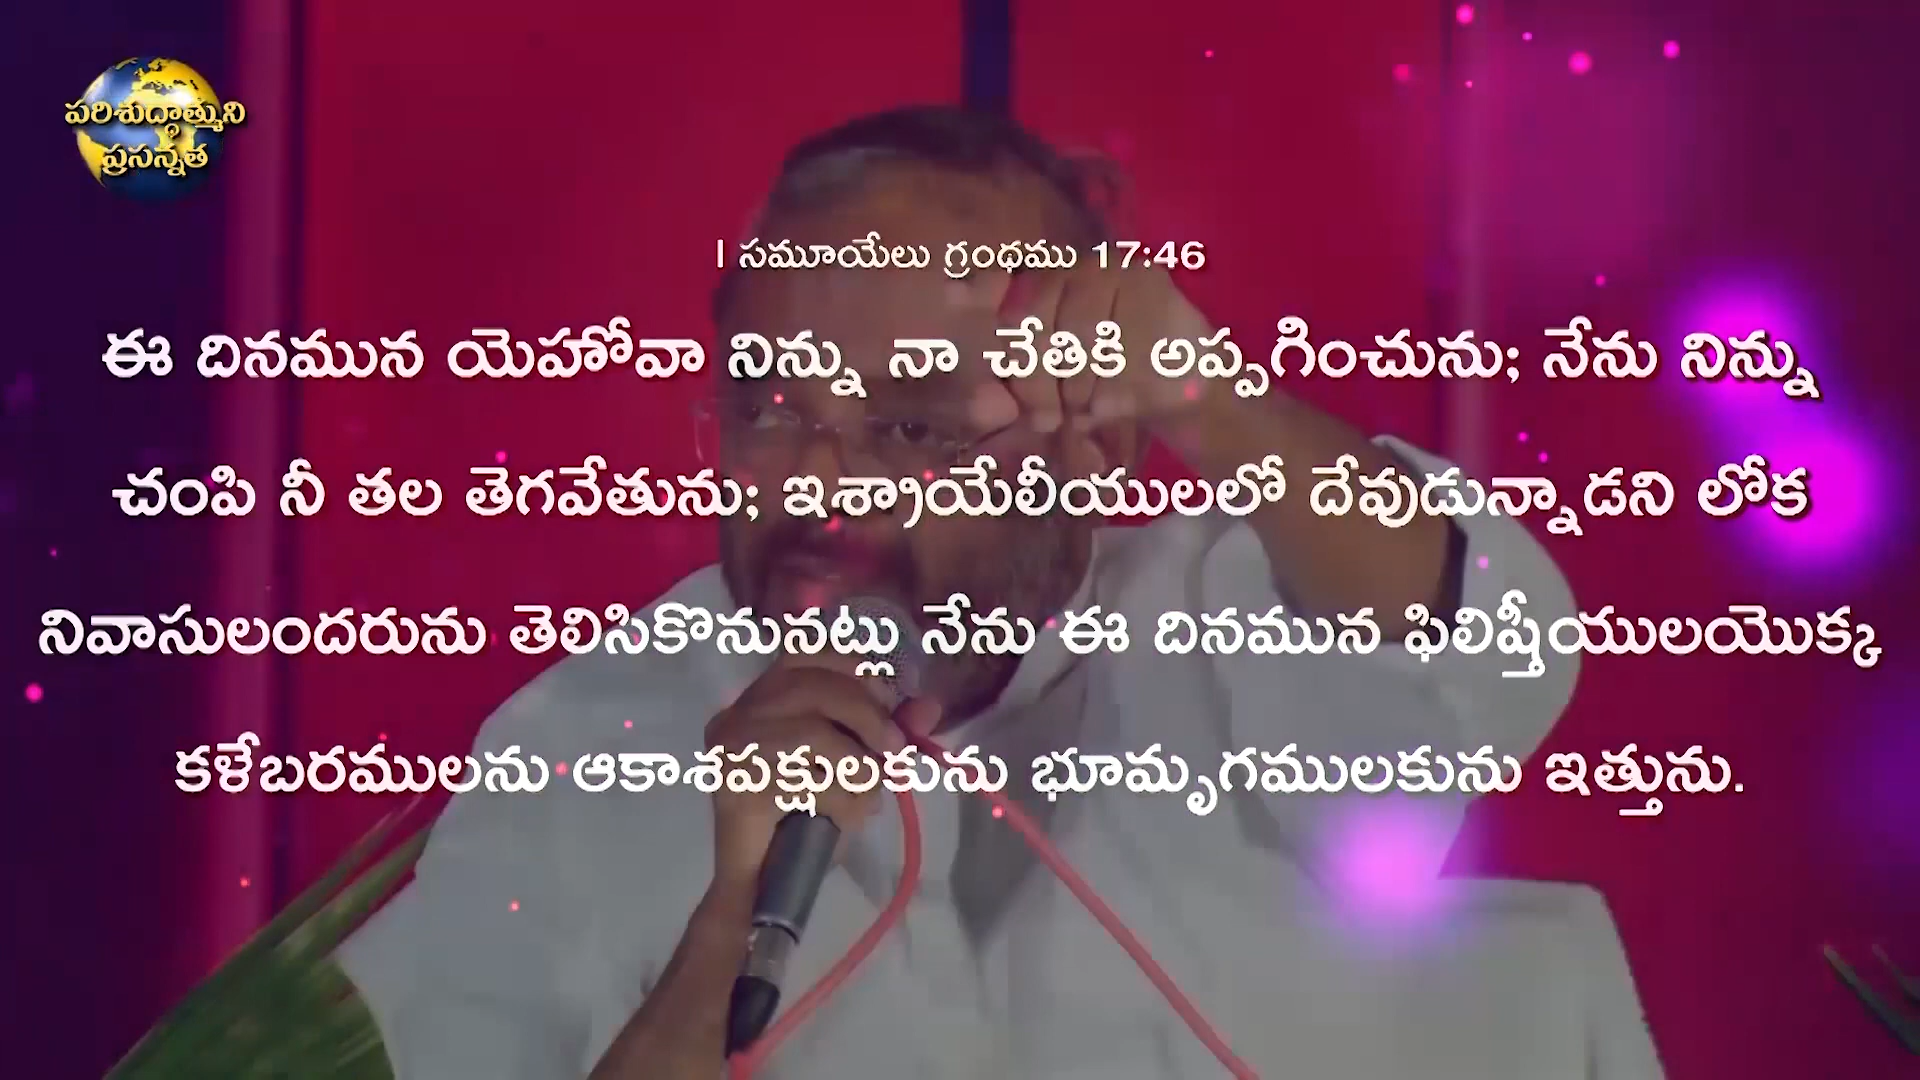 పరిశుద్ధాత్ముని
ప్రసన్నత
I సమూయేలు గ్రంథము 17:46
ఈ దినమున యెహోవా నిన్ను నా చేతికి అప్పగించును; నేను నిన్ను
చంపి నీ తల తెగవేతును; ఇశ్రాయేలీయులలో దేవుడున్నాడని లోక
నివాసులందరును తెలిసికొనునట్లు నేను ఈ దినమున ఫిలిష్తీయులయొక్క
కళేబరములను ఆకాశపక్షులకును భూమృగములకును ఇత్తును.